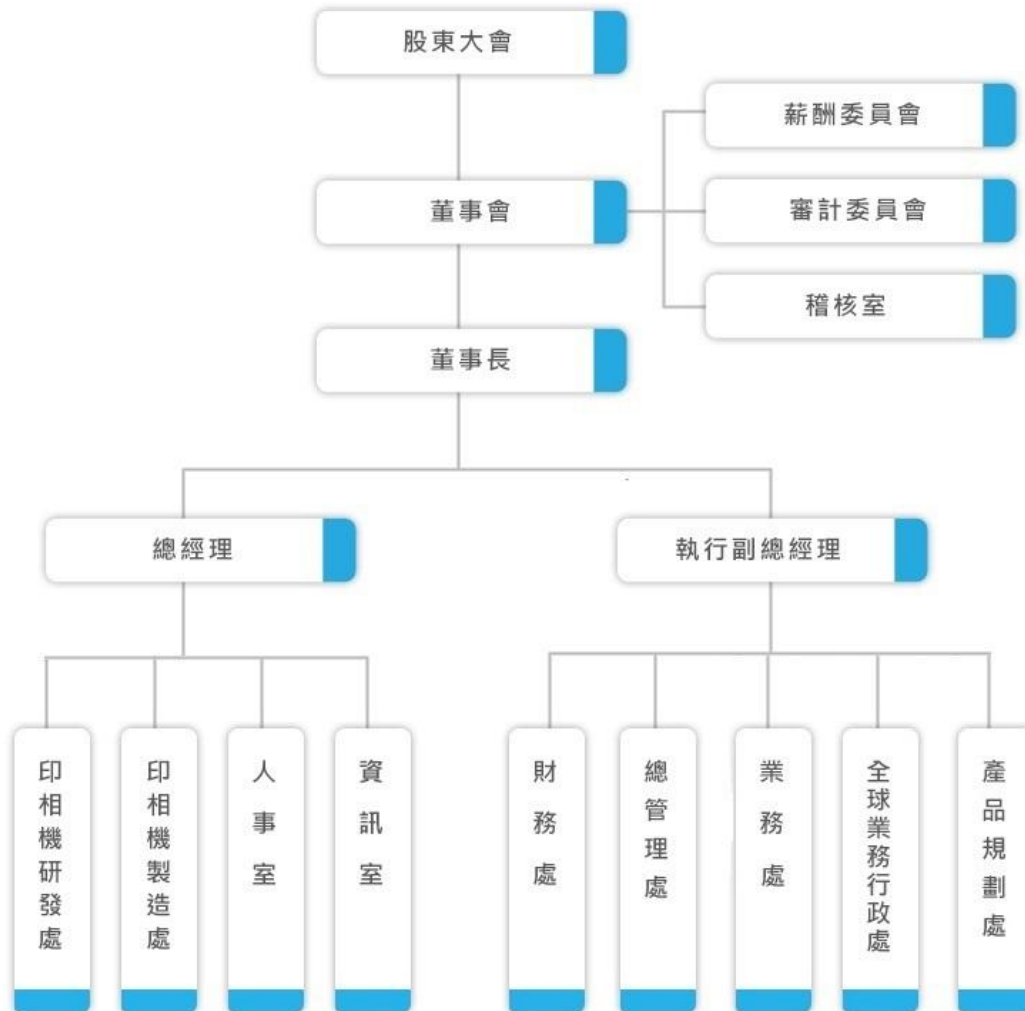 股東大會
薪酬委員會
董事會
審計委員會
稽核室
董事長
總經理
執行副總經理
印相機研發處
印相機製造處
人事室
資訊室
財務處
總管理處
業務處
全球業務行政處
產品規劃處